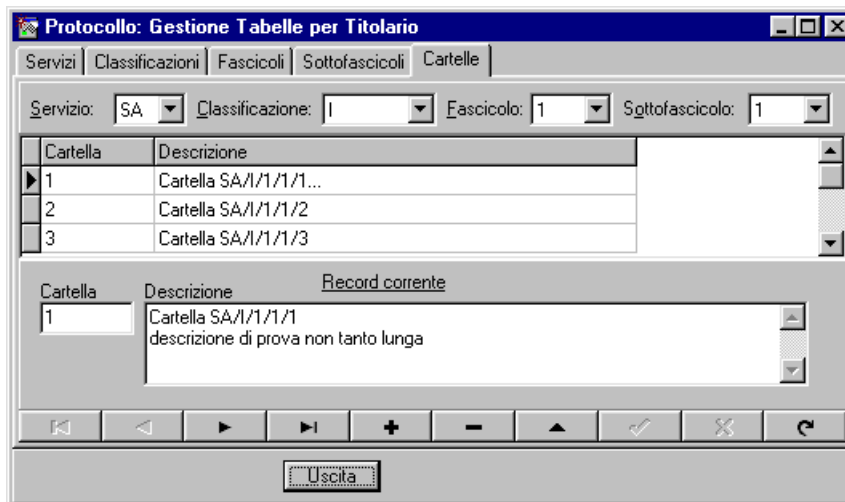 Protocollo: Gestione Tabelle per Titolario
Servizi Classificazioni Fascicoli Sottofascicoli Cartelle
Servizio: SA Classificazione: I Fascicolo: 1 Sottofascicolo: 1
Cartella Descrizione
1 Cartella SA/I/1/1/1...
2 Cartella SA/I/1/1/2
3 Cartella SA/I/1/1/3
Record corrente
Cartella Descrizione
1 Cartella SA/I/1/1/1
descrizione di prova non tanto lunga
Uscita